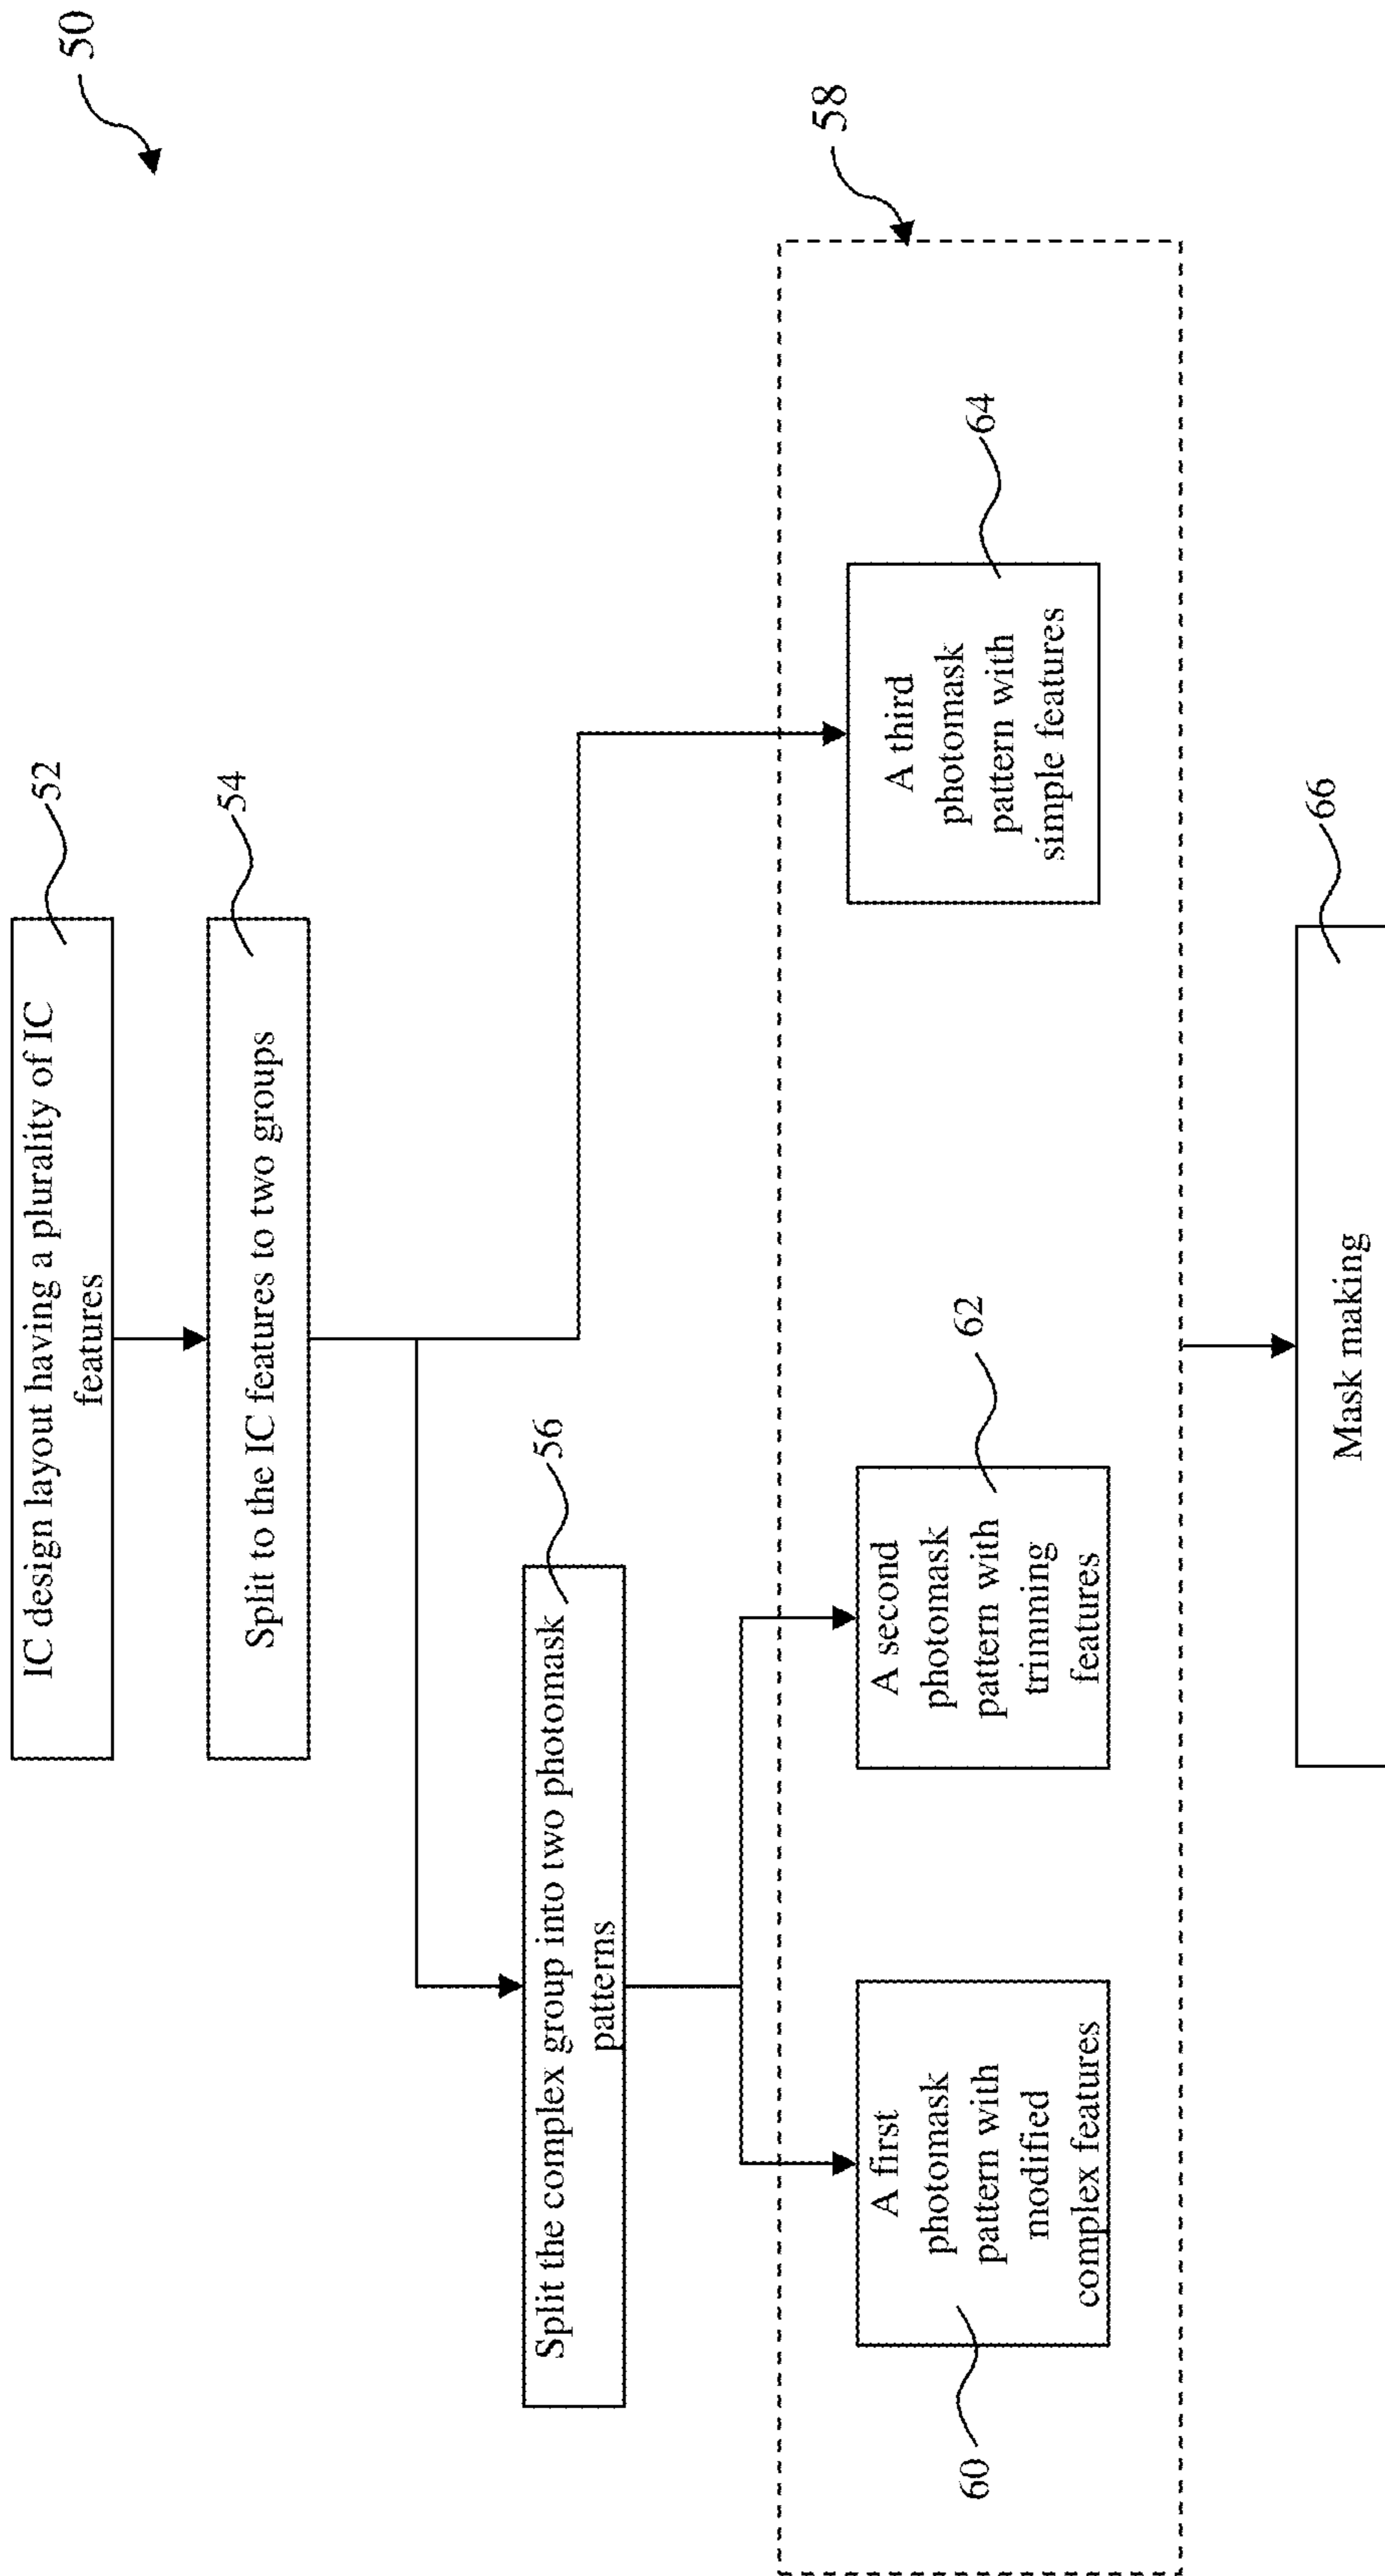 50
IC design layout having a plurality of IC
features
52
Split to the IC features to two groups
54
Split the complex group into two photomask
patterns
56
58
A first
photomask
pattern with
modified
complex features
60
A second
photomask
pattern with
trimming
features
62
A third
photomask
pattern with
simple features
64
Mask making
66